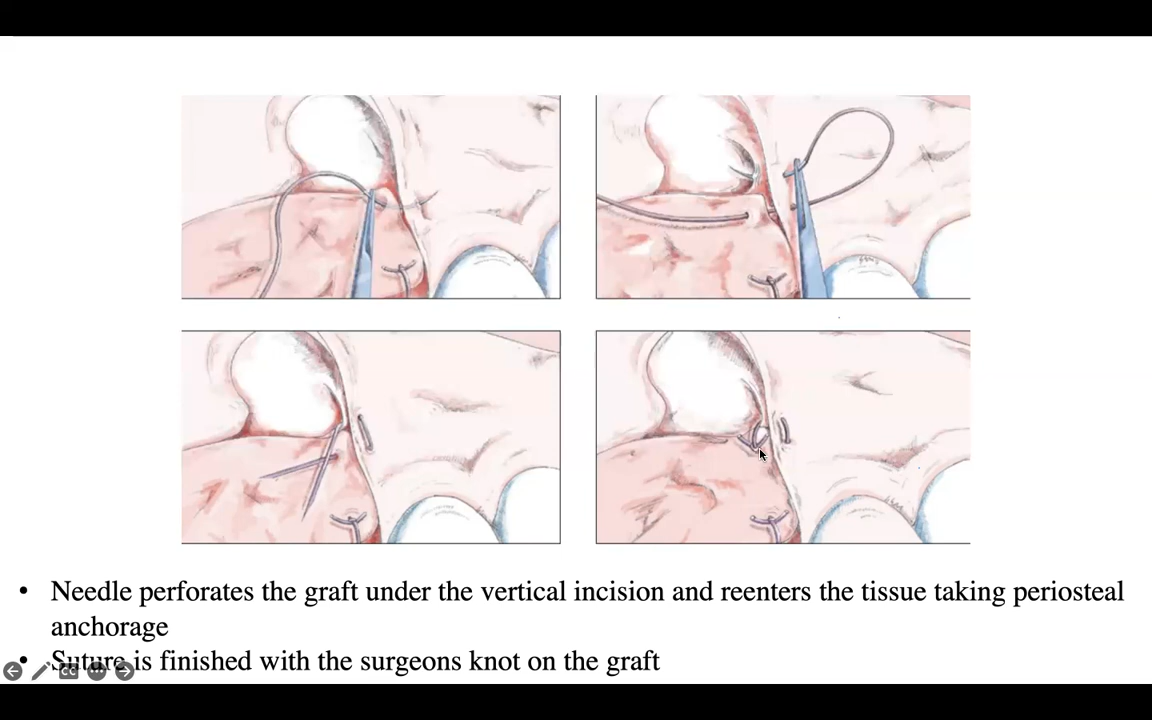 • Needle perforates the graft under the vertical incision and reenters the tissue taking periosteal
anchorage
• Suture is finished with the surgeons knot on the graft
CC